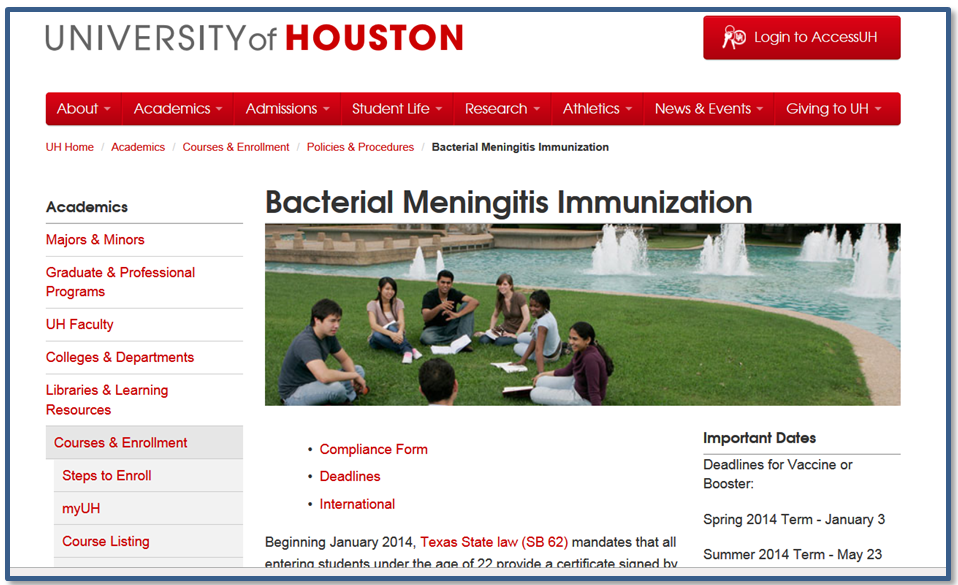 UNIVERSITY of HOUSTON
Login to AccessUH
About Academics Admissions Student Life Research Athletics News & Events Giving to UH
UH Home / Academics / Courses & Enrollment / Policies & Procedures / Bacterial Meningitis Immunization
Academics
Majors & Minors
Graduate & Professional
Programs
UH Faculty
Colleges & Departments
Libraries & Learning
Resources
Courses & Enrollment
Steps to Enroll
myUH
Course Listing
Bacterial Meningitis Immunization
• Compliance Form
• Deadlines
• International
Beginning January 2014, Texas State law (SB 62) mandates that all
entering students under the age of 22 provide a certificate signed by
Important Dates
Deadlines for Vaccine or
Booster:
Spring 2014 Term - January 3
Summer 2014 Term - May 23